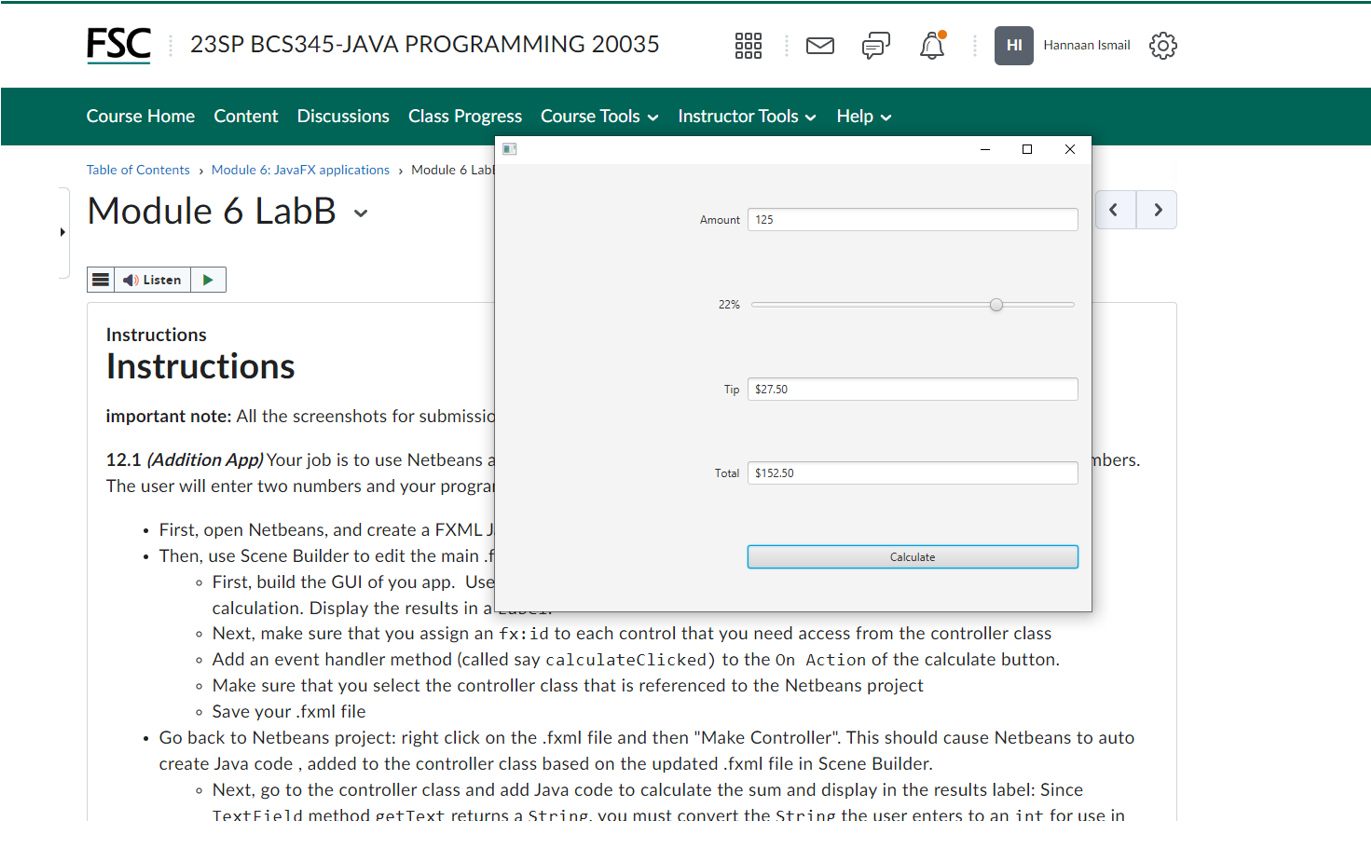 FSC 23SP BCS345-JAVA PROGRAMMING 20035 HI Hannaan Ismail
Course Home Content Discussions Class Progress Course Tools Instructor Tools Help
Table of Contents › Module 6: JavaFX applications › Module 6 Lab
Module 6 LabB
Listen
Instructions
Instructions
important note: All the screenshots for submissio
12.1 (Addition App) Your job is to use Netbeans a
mbers.
The user will enter two numbers and your progra
• First, open Netbeans, and create a FXML J
• Then, use Scene Builder to edit the main .f
◦ First, build the GUI of you app. Use
calculation. Display the results in a Label.
◦ Next, make sure that you assign an fx:id to each control that you need access from the controller class
◦ Add an event handler method (called say calculateClicked) to the On Action of the calculate button.
◦ Make sure that you select the controller class that is referenced to the Netbeans project
◦ Save your .fxml file
• Go back to Netbeans project: right click on the .fxml file and then "Make Controller". This should cause Netbeans to auto
create Java code , added to the controller class based on the updated .fxml file in Scene Builder.
◦ Next, go to the controller class and add Java code to calculate the sum and display in the results label: Since
TextField method getText returns a String, you must convert the String the user enters to an int for use in
Amount 125
22%
Tip $27.50
Total $152.50
Calculate